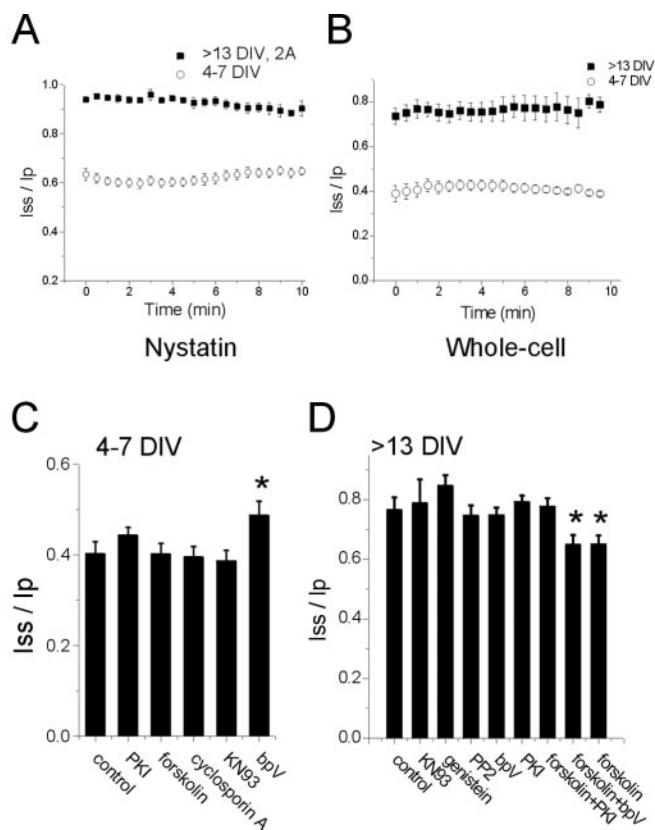 A
>13 DIV, 2A
4-7 DIV
1.0
0.8
0.6
0.4
0.2
Iss / Ip
0 2 4 6 8 10
Time (min)
Nystatin
B
>13 DIV
4-7 DIV
0.8
0.4
0.0
Iss / Ip
0 2 4 6 8 10
Time (min)
Whole-cell
C
4-7 DIV
0.6
0.4
0.2
0.0
Iss / Ip
*
control
PKI
forskolin
cyclosporin A
KN93
bpV
D
>13 DIV
0.8
0.6
0.4
0.2
0.0
Iss / Ip
* *
control
KN93
genistein
PP2
bpV
PKI
forskolin+PKI
forskolin+bpV
forskolin